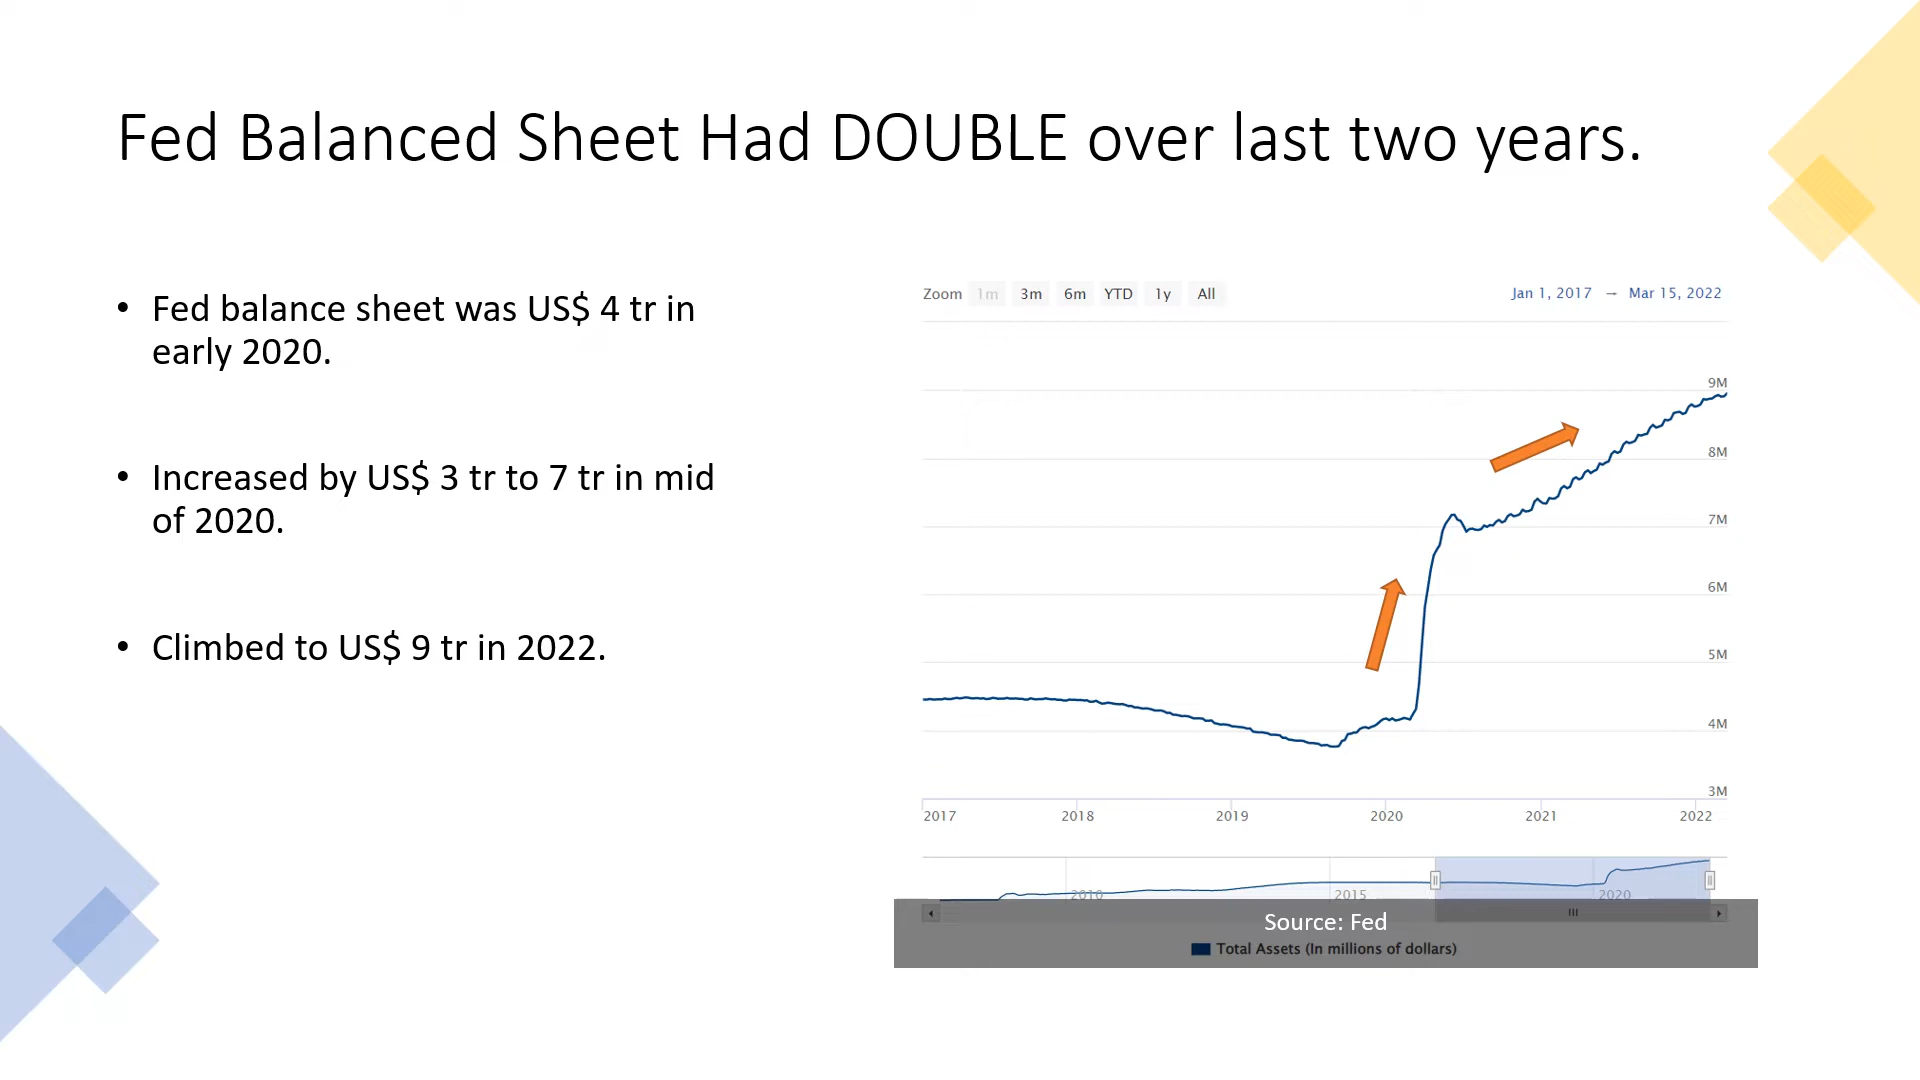 Fed Balanced Sheet Had DOUBLE over last two years.
• Fed balance sheet was US$ 4 tr in
early 2020.
• Increased by US$ 3 tr to 7 tr in mid
of 2020.
• Climbed to US$ 9 tr in 2022.
Zoom 1m 3m 6m YTD 1y All
Jan 1, 2017 → Mar 15, 2022
9M
8M
7M
6M
5M
4M
3M
2017 2018 2019 2020 2021 2022
2010 2015 2020
Source: Fed
Total Assets (In millions of dollars)